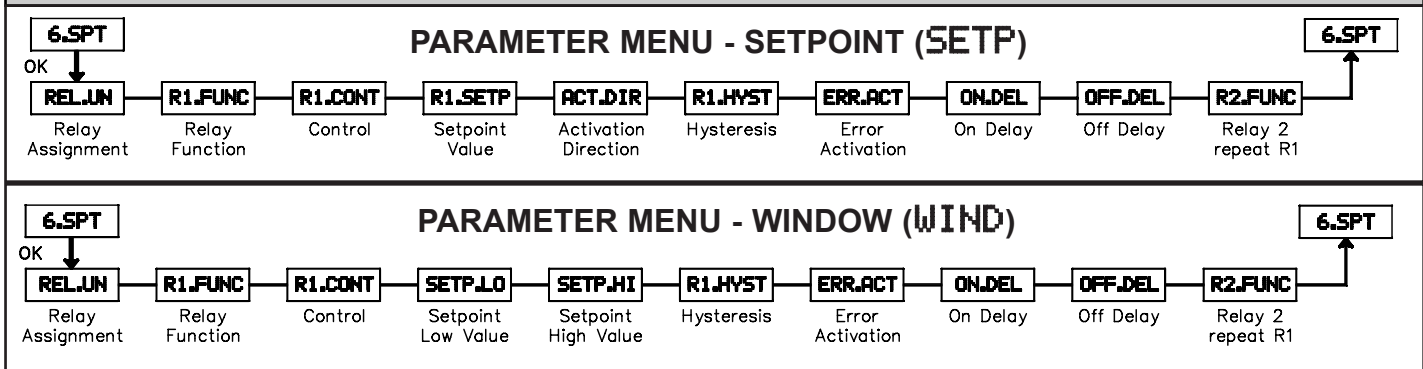 6.SPT
PARAMETER MENU - SETPOINT (SETP)
6.SPT
OK
REL.UN R1.FUNC R1.CONT R1.SETP ACT.DIR R1.HYST ERR.ACT ON.DEL OFF.DEL R2.FUNC
Relay Relay Control Setpoint Activation Hysteresis Error On Delay Off Delay Relay 2
Assignment Function Value Direction Activation repeat R1
6.SPT
PARAMETER MENU - WINDOW (WIND)
6.SPT
OK
REL.UN R1.FUNC R1.CONT SETP.LO SETP.HI R1.HYST ERR.ACT ON.DEL OFF.DEL R2.FUNC
Relay Relay Control Setpoint Setpoint Hysteresis Error On Delay Off Delay Relay 2
Assignment Function Low Value High Value Activation repeat R1